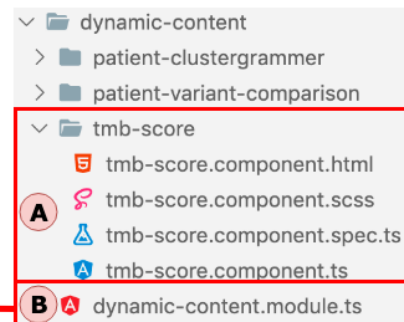 dynamic-content
patient-clustergrammer
patient-variant-comparison
tmb-score
tmb-score.component.html
tmb-score.component.scss
A
tmb-score.component.spec.ts
tmb-score.component.ts
B dynamic-content.module.ts